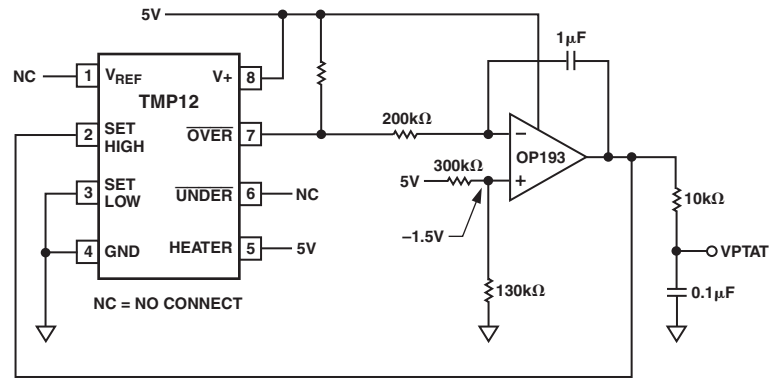 5V
1µF
NC
1
VREF
V+
8
TMP12
200kΩ
2
SET
HIGH
OVER
7
OP193
−
+
300kΩ
5V
3
SET
LOW
UNDER
6
NC
10kΩ
–1.5V
VPTAT
4
GND
HEATER
5
5V
130kΩ
0.1µF
NC = NO CONNECT